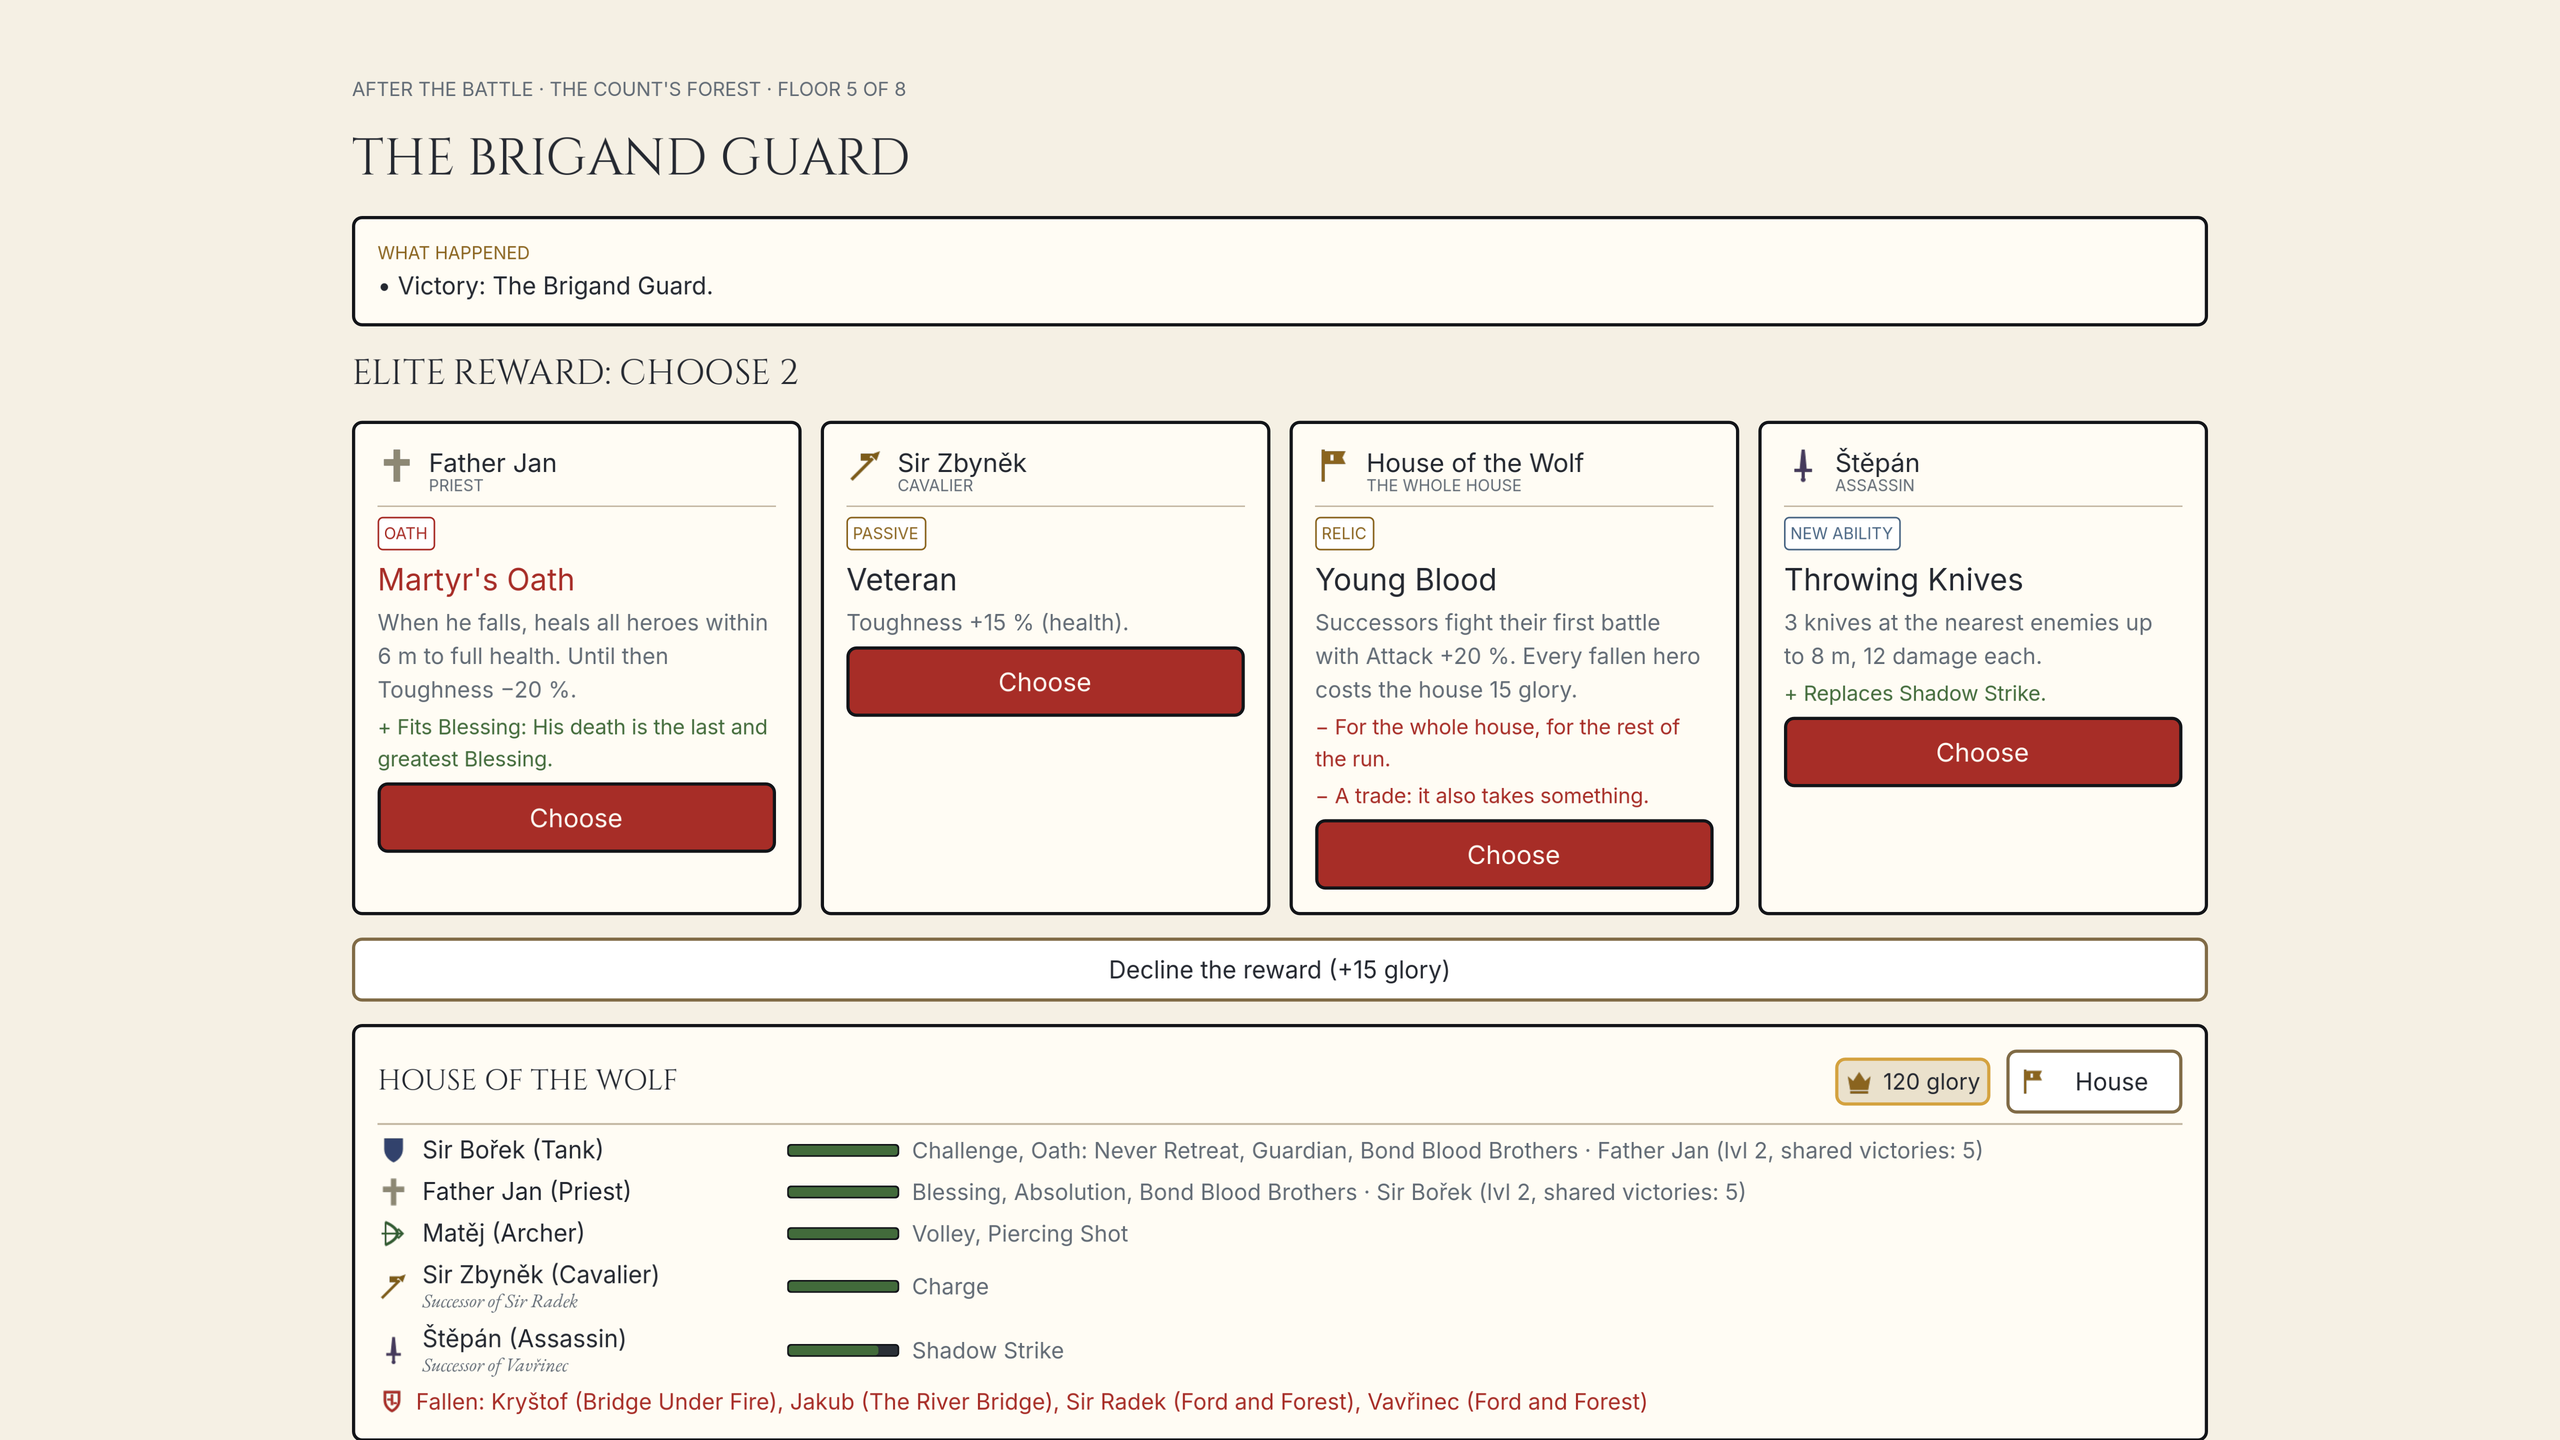 AFTER THE BATTLE · THE COUNT'S FOREST · FLOOR 5 OF 8
THE BRIGAND GUARD
WHAT HAPPENED
• Victory: The Brigand Guard.
ELITE REWARD: CHOOSE 2
Father Jan
PRIEST
OATH
Martyr's Oath
When he falls, heals all heroes within
6 m to full health. Until then
Toughness −20 %.
+ Fits Blessing: His death is the last and
greatest Blessing.
Choose
Sir Zbyněk
CAVALIER
PASSIVE
Veteran
Toughness +15 % (health).
Choose
House of the Wolf
THE WHOLE HOUSE
RELIC
Young Blood
Successors fight their first battle
with Attack +20 %. Every fallen hero
costs the house 15 glory.
− For the whole house, for the rest of
the run.
− A trade: it also takes something.
Choose
Štěpán
ASSASSIN
NEW ABILITY
Throwing Knives
3 knives at the nearest enemies up
to 8 m, 12 damage each.
+ Replaces Shadow Strike.
Choose
Decline the reward (+15 glory)
HOUSE OF THE WOLF
120 glory
House
Sir Bořek (Tank)
Challenge, Oath: Never Retreat, Guardian, Bond Blood Brothers · Father Jan (lvl 2, shared victories: 5)
Father Jan (Priest)
Blessing, Absolution, Bond Blood Brothers · Sir Bořek (lvl 2, shared victories: 5)
Matěj (Archer)
Volley, Piercing Shot
Sir Zbyněk (Cavalier)
Successor of Sir Radek
Charge
Štěpán (Assassin)
Successor of Vavřinec
Shadow Strike
Fallen: Kryštof (Bridge Under Fire), Jakub (The River Bridge), Sir Radek (Ford and Forest), Vavřinec (Ford and Forest)